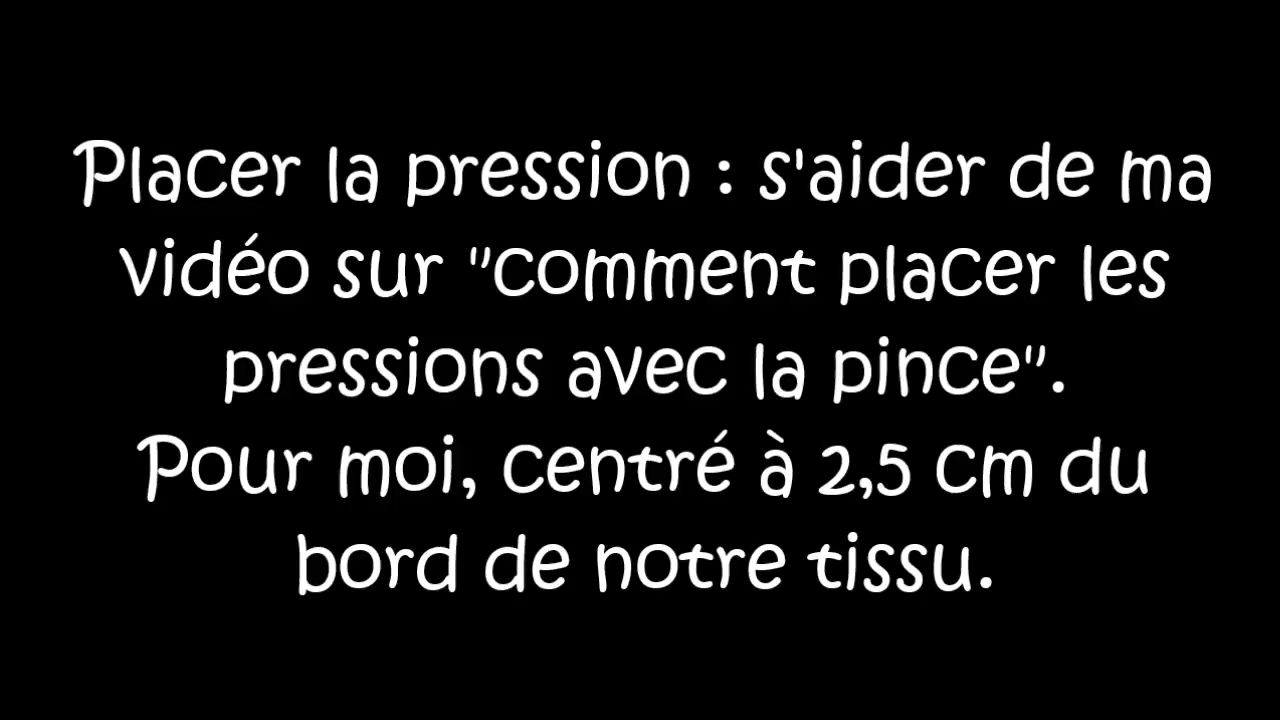 Placer la pression : s'aider de ma
vidéo sur "comment placer les
pressions avec la pince".
Pour moi, centré à 2,5 cm du
bord de notre tissu.